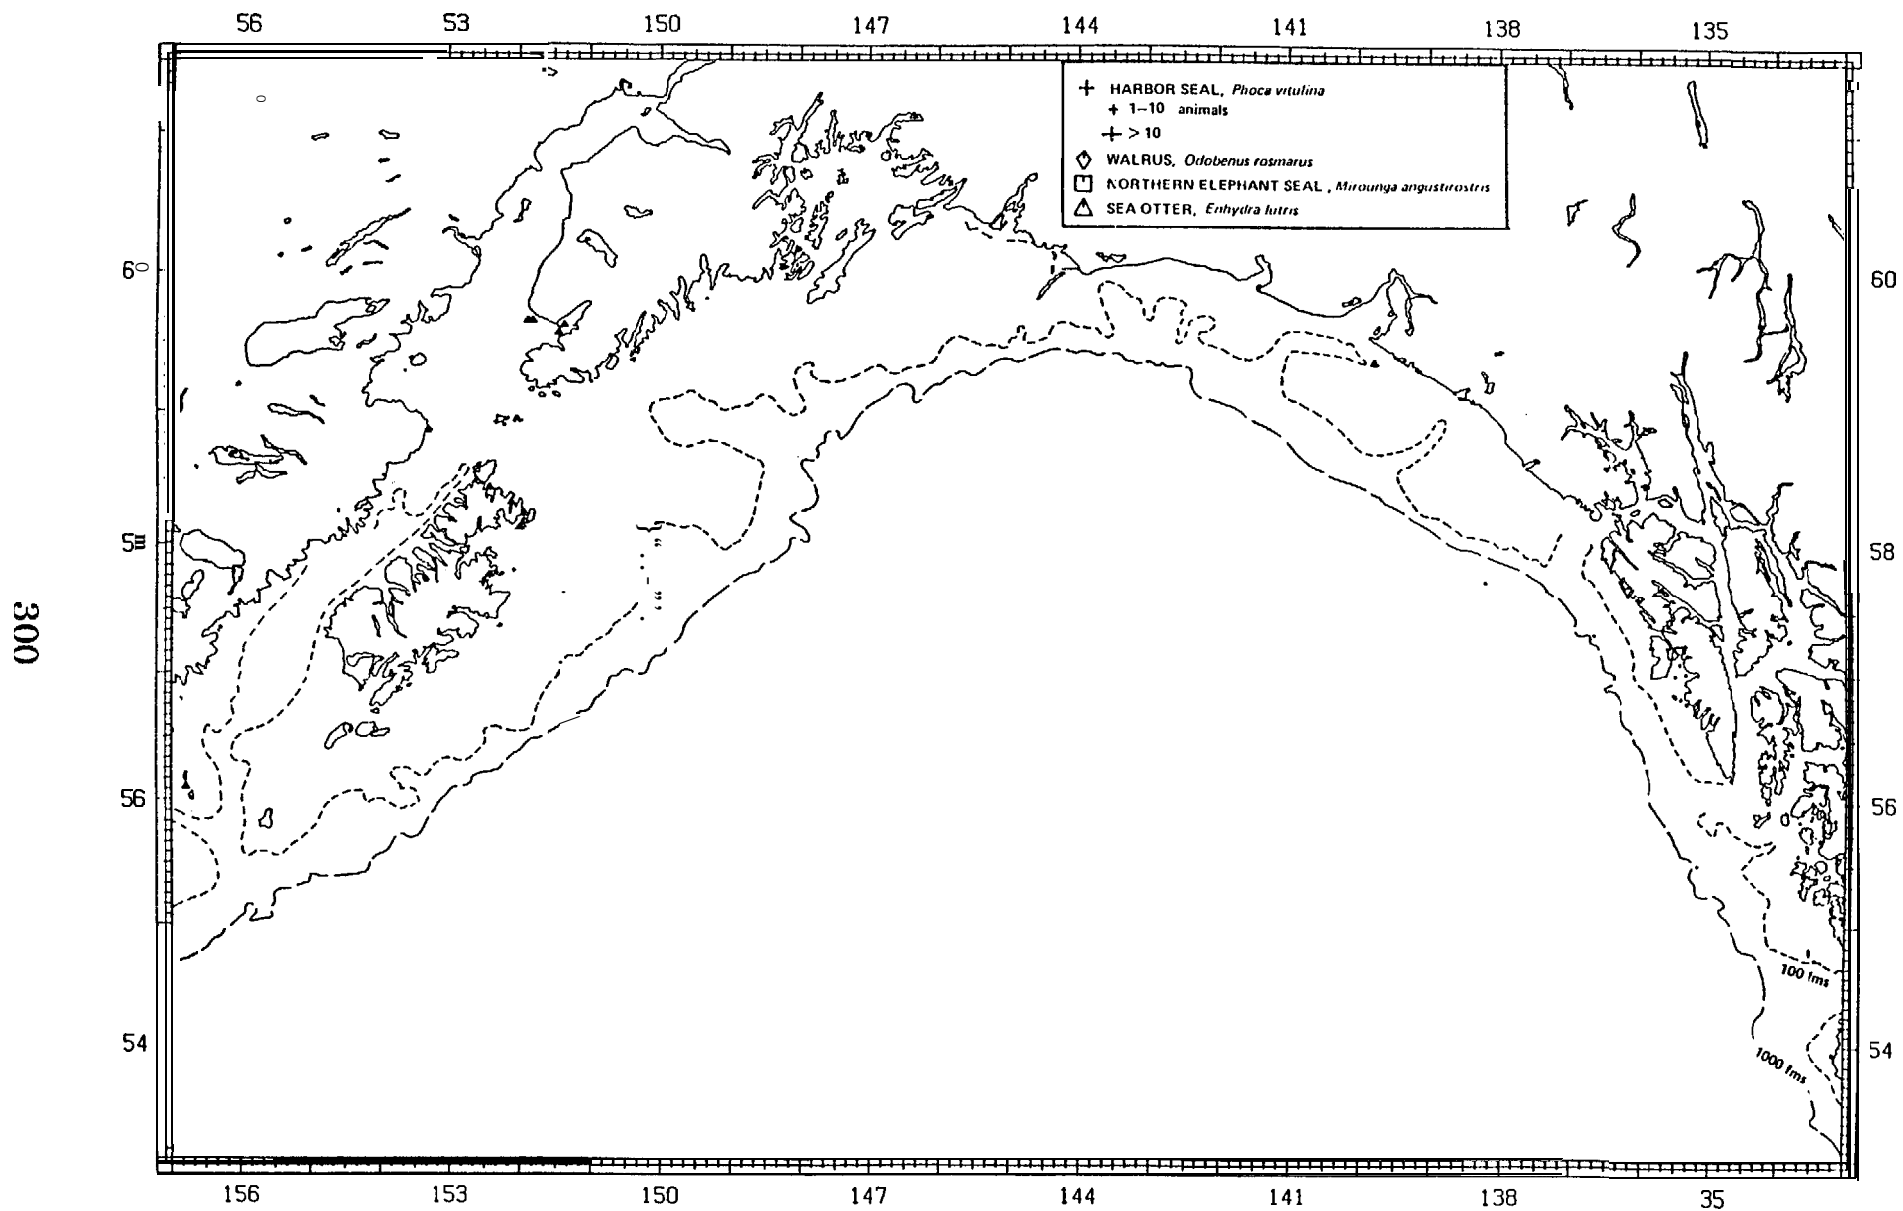 56 53 150 147 144 141 138 135
HARBOR SEAL, Phoca vitulina
1–10 animals
> 10
WALRUS, Odobenus rosmarus
NORTHERN ELEPHANT SEAL, Mirounga angustirostris
SEA OTTER, Enhydra lutris
60 60
58
56 56
100 fms
54 54
1000 fms
156 153 150 147 144 141 138 35
300